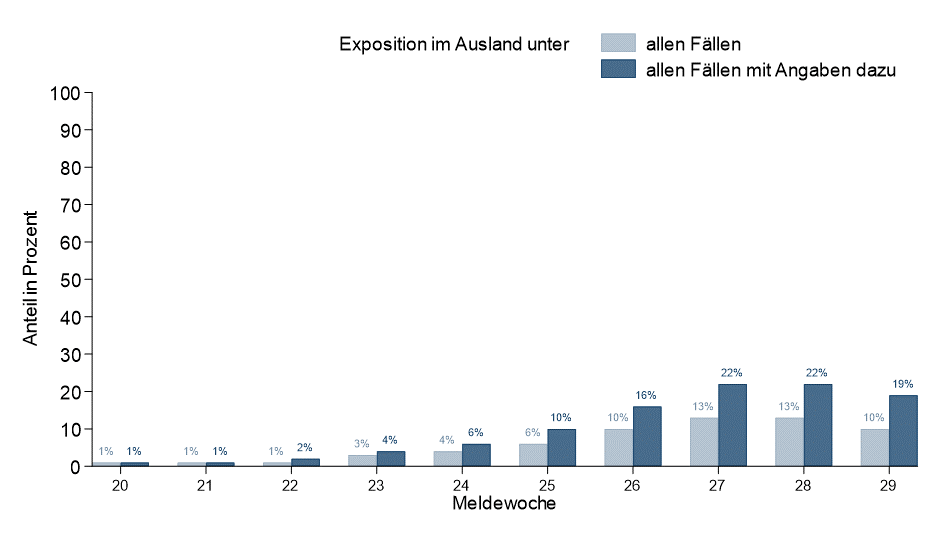 Exposition im Ausland unter
allen Fällen
allen Fällen mit Angaben dazu
Anteil in Prozent
100
90
80
70
60
50
40
30
20
10
0
1% 1% 1% 1% 1% 2% 3% 4% 4% 6% 6% 10% 10% 16% 13% 22% 13% 22% 10% 19%
20 21 22 23 24 25 26 27 28 29
Meldewoche